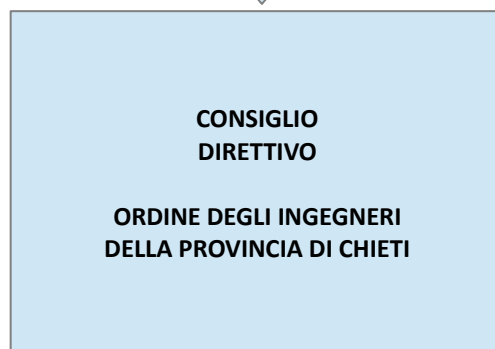 CONSIGLIO
DIRETTIVO
ORDINE DEGLI INGEGNERI
DELLA PROVINCIA DI CHIETI